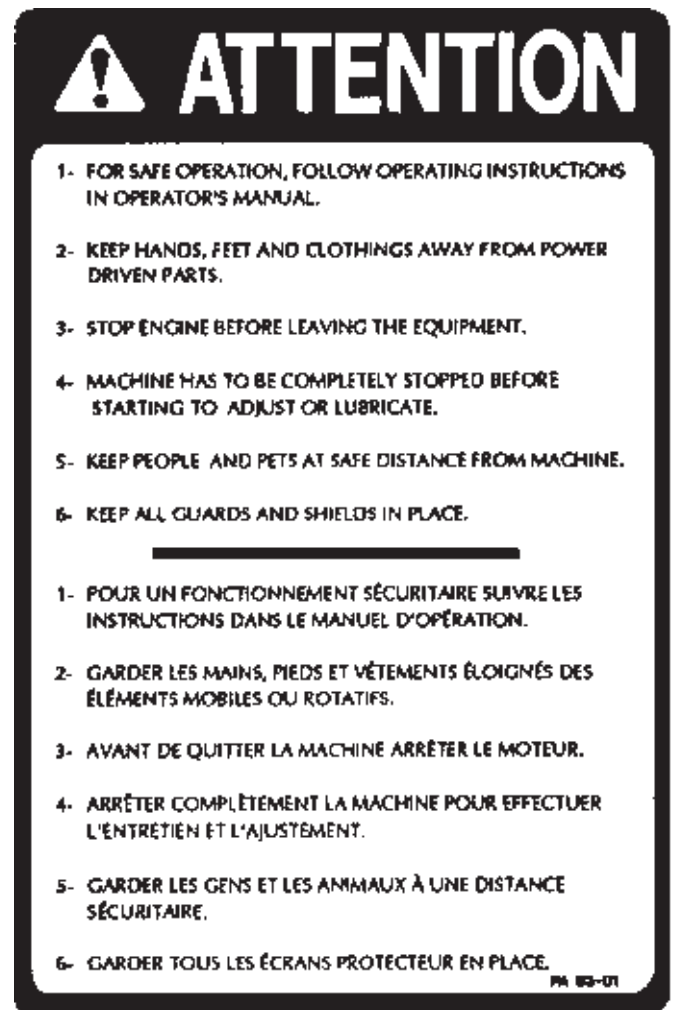 ATTENTION
1- FOR SAFE OPERATION, FOLLOW OPERATING INSTRUCTIONS
IN OPERATOR'S MANUAL.
2- KEEP HANDS, FEET AND CLOTHINGS AWAY FROM POWER
DRIVEN PARTS.
3- STOP ENGINE BEFORE LEAVING THE EQUIPMENT.
4- MACHINE HAS TO BE COMPLETELY STOPPED BEFORE
STARTING TO ADJUST OR LUBRICATE.
5- KEEP PEOPLE AND PETS AT SAFE DISTANCE FROM MACHINE.
6- KEEP ALL GUARDS AND SHIELDS IN PLACE.
1- POUR UN FONCTIONNEMENT SÉCURITAIRE SUIVRE LES
INSTRUCTIONS DANS LE MANUEL D'OPÉRATION.
2- GARDER LES MAINS, PIEDS ET VÊTEMENTS ÉLOIGNÉS DES
ÉLÉMENTS MOBILES OU ROTATIFS.
3- AVANT DE QUITTER LA MACHINE ARRÊTER LE MOTEUR.
4- ARRÊTER COMPLÈTEMENT LA MACHINE POUR EFFECTUER
L'ENTRETIEN ET L'AJUSTEMENT.
5- GARDER LES GENS ET LES ANIMAUX À UNE DISTANCE
SÉCURITAIRE.
6- GARDER TOUS LES ÉCRANS PROTECTEUR EN PLACE.